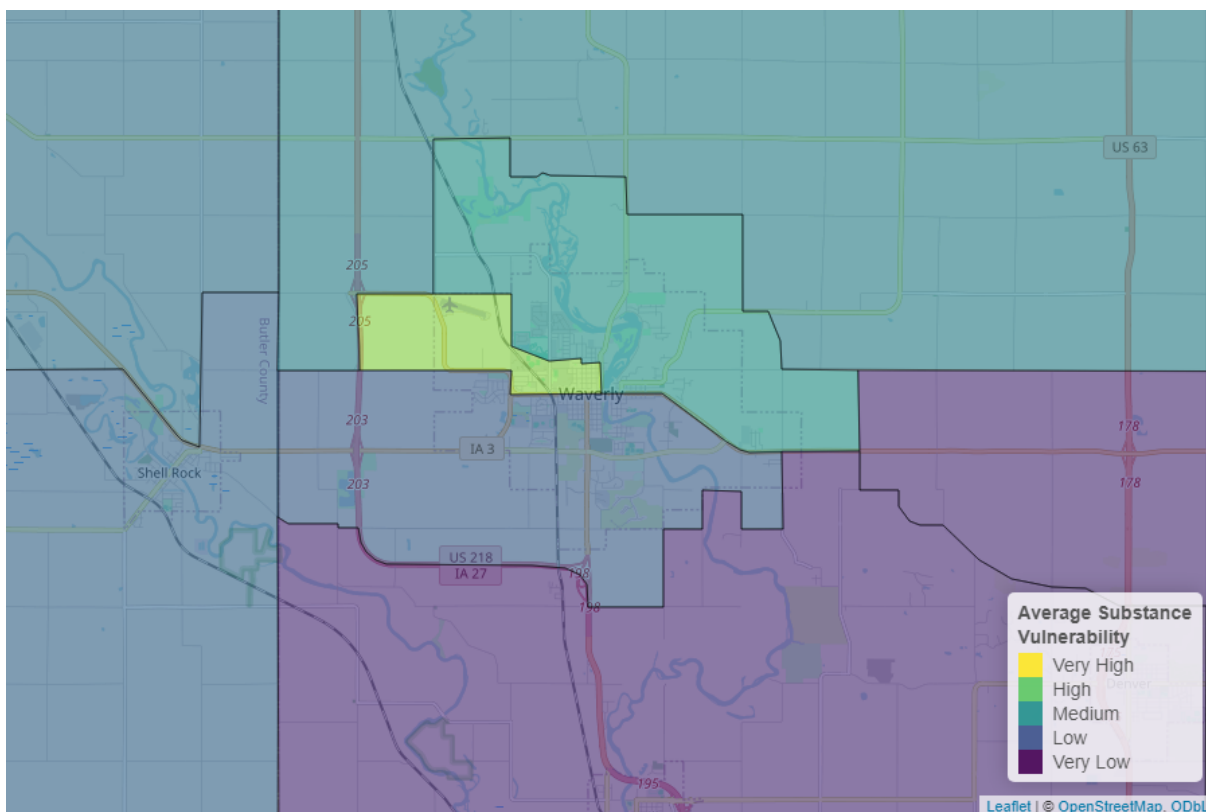 US 63
205
205
Butler County
Waverly
203
178
IA 3
Shell Rock
203
178
US 218
IA 27
198
198
Average Substance
Vulnerability
Very High
High
Medium
Low
Very Low
Denver
195
Leaflet | © OpenStreetMap, ODbL